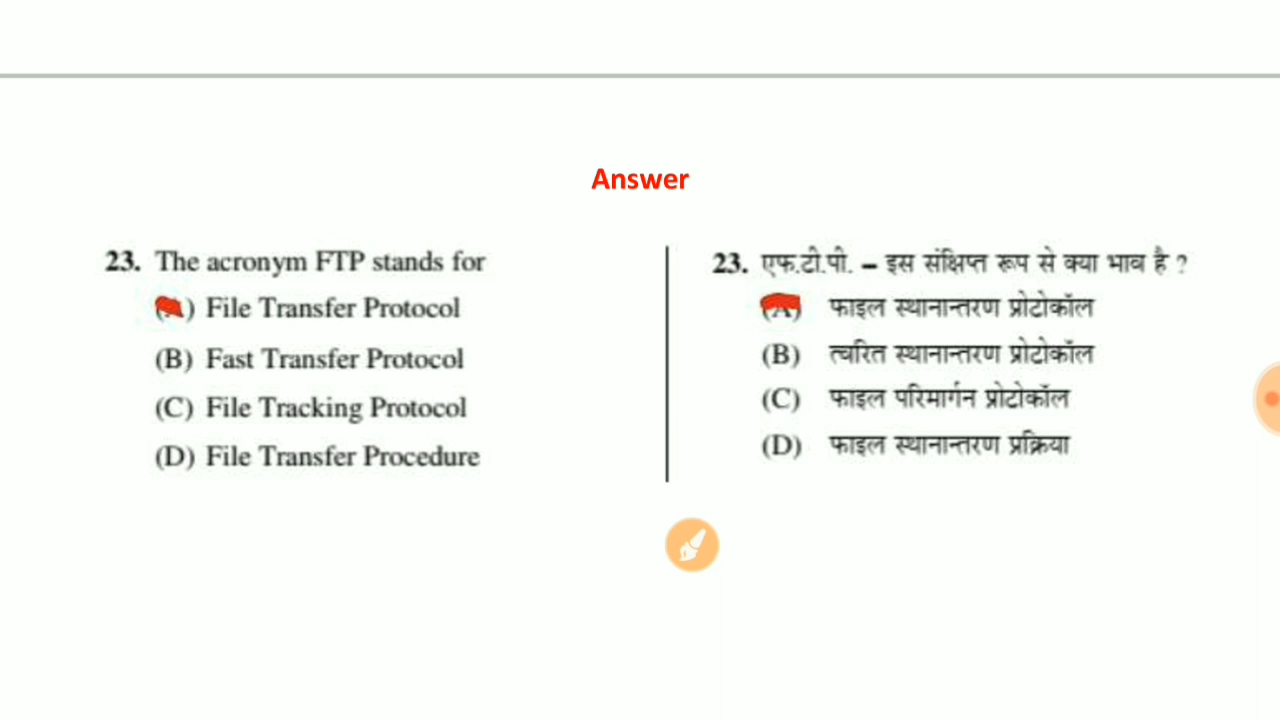 Answer
23. The acronym FTP stands for
(A) File Transfer Protocol
(B) Fast Transfer Protocol
(C) File Tracking Protocol
(D) File Transfer Procedure
23. एफ.टी.पी. – इस संक्षिप्त रूप से क्या भाव है ?
(A) फाइल स्थानान्तरण प्रोटोकॉल
(B) त्वरित स्थानान्तरण प्रोटोकॉल
(C) फाइल परिमार्गन प्रोटोकॉल
(D) फाइल स्थानान्तरण प्रक्रिया